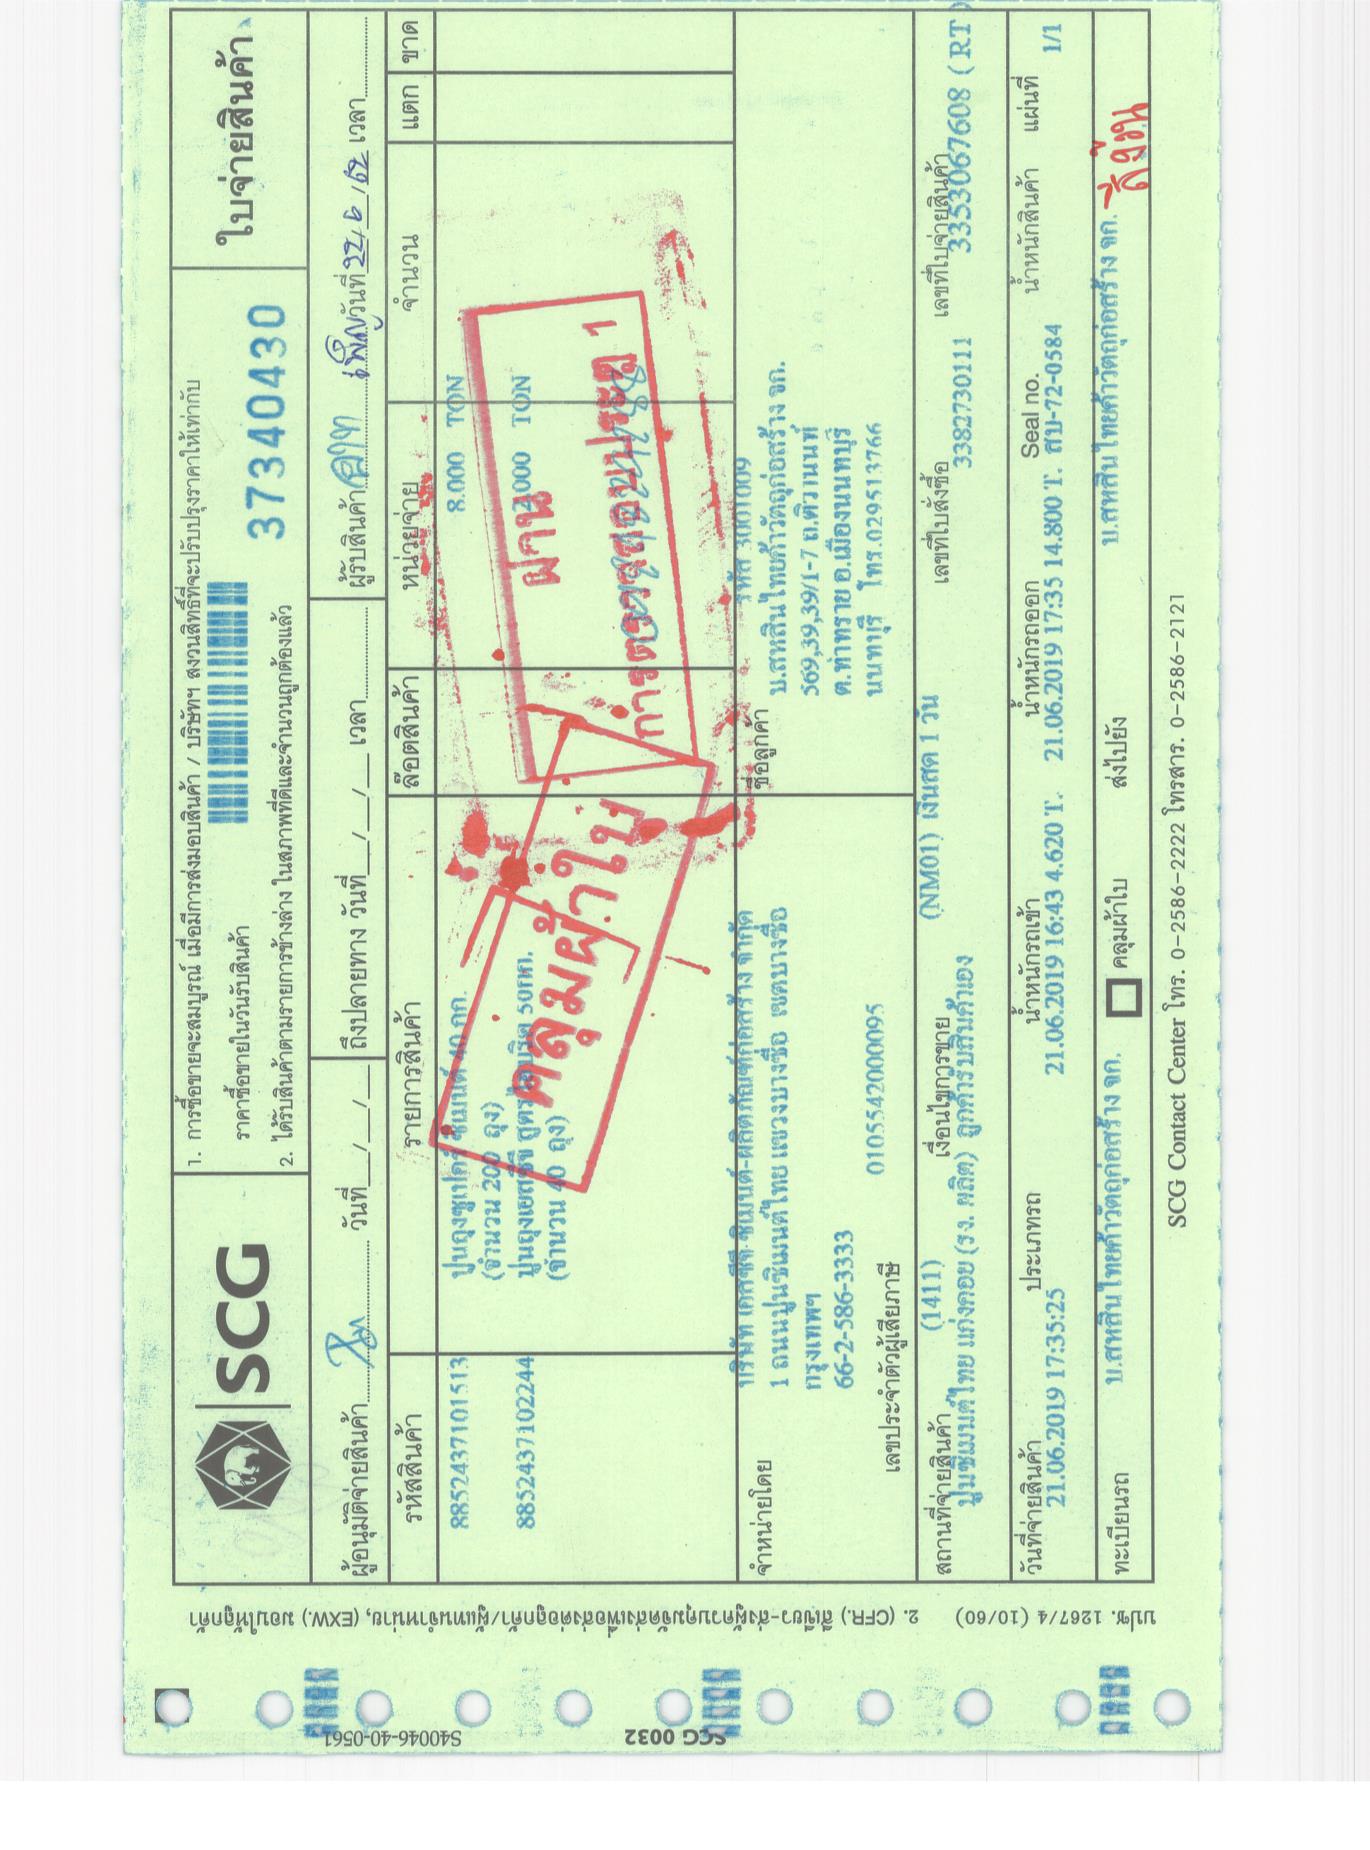 SCG
1. การซื้อขายจะสมบูรณ์ เมื่อมีการส่งมอบสินค้า / บริษัทฯ สงวนสิทธิ์ที่จะปรับปรุงราคาให้เท่ากับ
ราคาซื้อขายในวันรับสินค้า
2. ได้รับสินค้าตามรายการข้างล่าง ในสภาพที่ดีและจำนวนถูกต้องแล้ว
37340430
ใบจ่ายสินค้า
ผู้อนุมัติจ่ายสินค้า วันที่ / / ถึงปลายทาง วันที่ / / เวลา ผู้รับสินค้า วันที่ 22/6/62 เวลา
รหัสสินค้า รายการสินค้า ล๊อตสินค้า หน่วยจ่าย จำนวน แตก ขาด
8852437101513 ปูนถุงซูเปอร์ ซีเมนต์ 40 กก. 8.000 TON
(จำนวน 200 ถุง)
8852437102244 ปูนถุงเอสซีจี สูตรไฮบริด 50กก. 2.000 TON
(จำนวน 40 ถุง)
คลุมผ้าใบ
ผ่าน
การตรวจสอบประตู 1
จำหน่ายโดย บริษัท เอสซีจี ซิเมนต์-ผลิตภัณฑ์ก่อสร้าง จำกัด
1 ถนนปูนซิเมนต์ไทย แขวงบางซื่อ เขตบางซื่อ
กรุงเทพฯ
66-2-586-3333
เลขประจำตัวผู้เสียภาษี 0105542000095
ชื่อลูกค้า รหัส 3001009
บ.สหสินไทยค้าวัตถุก่อสร้าง จก.
569,39,39/1-7 ถ.ติวานนท์
ต.ท่าทราย อ.เมืองนนทบุรี
นนทบุรี โทร.029513766
สถานที่จ่ายสินค้า (1411) เงื่อนไขการขาย (NM01) เงินสด 1 วัน เลขที่ใบสั่งซื้อ เลขที่ใบจ่ายสินค้า
ปูนซิเมนต์ไทย แก่งคอย (รง. ผลิต) ลูกค้ารับสินค้าเอง 3382730111 3353067608 ( RT )
วันที่จ่ายสินค้า ประเภทรถ น้ำหนักรถเข้า น้ำหนักรถออก Seal no. น้ำหนักสินค้า แผ่นที่
21.06.2019 17:35:25 21.06.2019 16:43 4.620 T. 21.06.2019 17:35 14.800 T. สบ-72-0584 1/1
ทะเบียนรถ บ.สหสินไทยค้าวัตถุก่อสร้าง จก. คลุมผ้าใบ ส่งไปยัง บ.สหสินไทยค้าวัตถุก่อสร้าง จก.
SCG Contact Center โทร. 0-2586-2222 โทรสาร. 0-2586-2121
S40046-40-0561
SCG 0032
บปซ. 1267/4 (10/60) 2. (CFR.) สีเขียว-ส่งผู้ควบคุมจัดส่งเพื่อส่งต่อลูกค้า/ผู้แทนจำหน่าย, (EXW.) มอบให้ลูกค้า